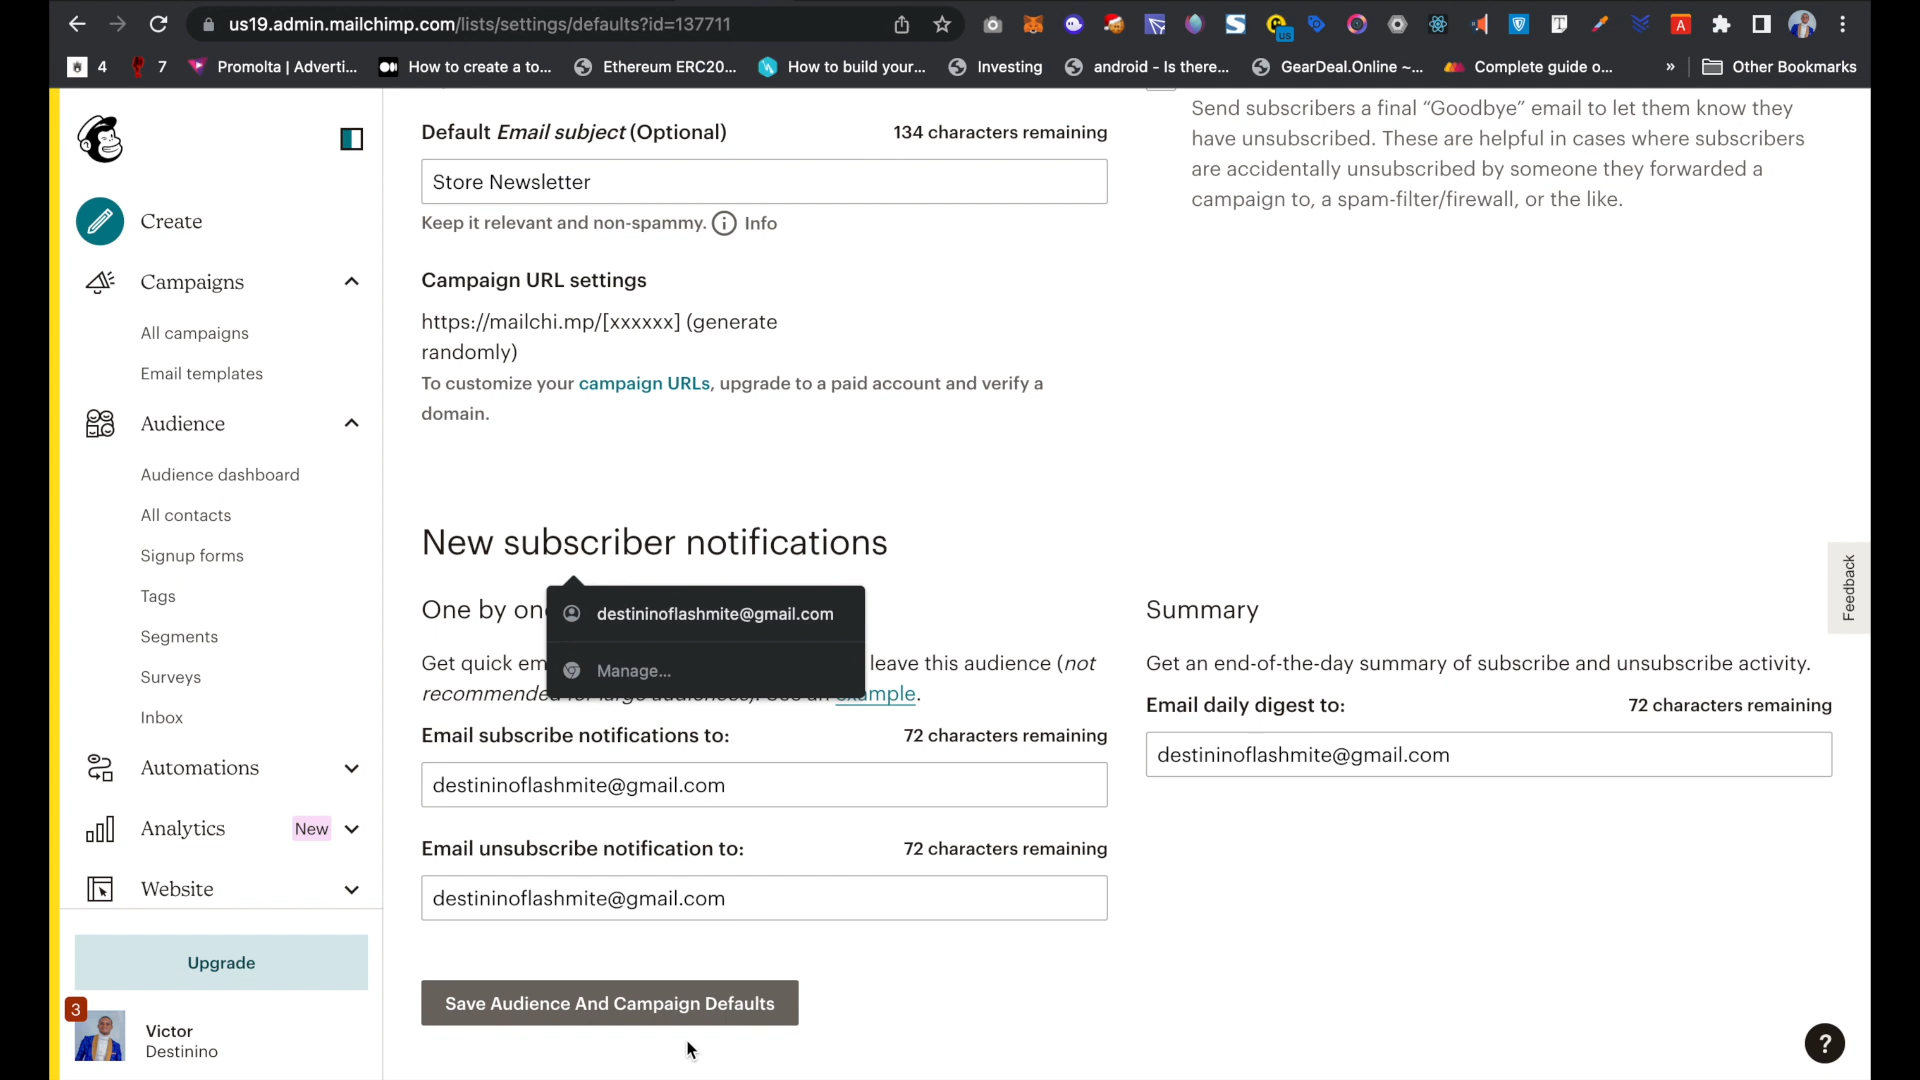 us19.admin.mailchimp.com/lists/settings/defaults?id=137711
us
T
A
4
7
Promolta | Adverti...
How to create a to...
Ethereum ERC20...
How to build your...
Investing
android - Is there...
GearDeal.Online ~...
Complete guide o...
»
Other Bookmarks
Create
Campaigns
All campaigns
Email templates
Audience
Audience dashboard
All contacts
Signup forms
Tags
Segments
Surveys
Inbox
Automations
Analytics New
Website
Upgrade
3
Victor
Destinino
Default Email subject (Optional) 134 characters remaining
Store Newsletter
Keep it relevant and non-spammy. Info
Campaign URL settings
https://mailchi.mp/[xxxxxx] (generate
randomly)
To customize your campaign URLs, upgrade to a paid account and verify a
domain.
Send subscribers a final “Goodbye” email to let them know they
have unsubscribed. These are helpful in cases where subscribers
are accidentally unsubscribed by someone they forwarded a
campaign to, a spam-filter/firewall, or the like.
New subscriber notifications
One by one
destininoflashmite@gmail.com
Manage...
Get quick em leave this audience (not
recommended example.
Email subscribe notifications to: 72 characters remaining
destininoflashmite@gmail.com
Email unsubscribe notification to: 72 characters remaining
destininoflashmite@gmail.com
Save Audience And Campaign Defaults
Summary
Get an end-of-the-day summary of subscribe and unsubscribe activity.
Email daily digest to: 72 characters remaining
destininoflashmite@gmail.com
Feedback
?